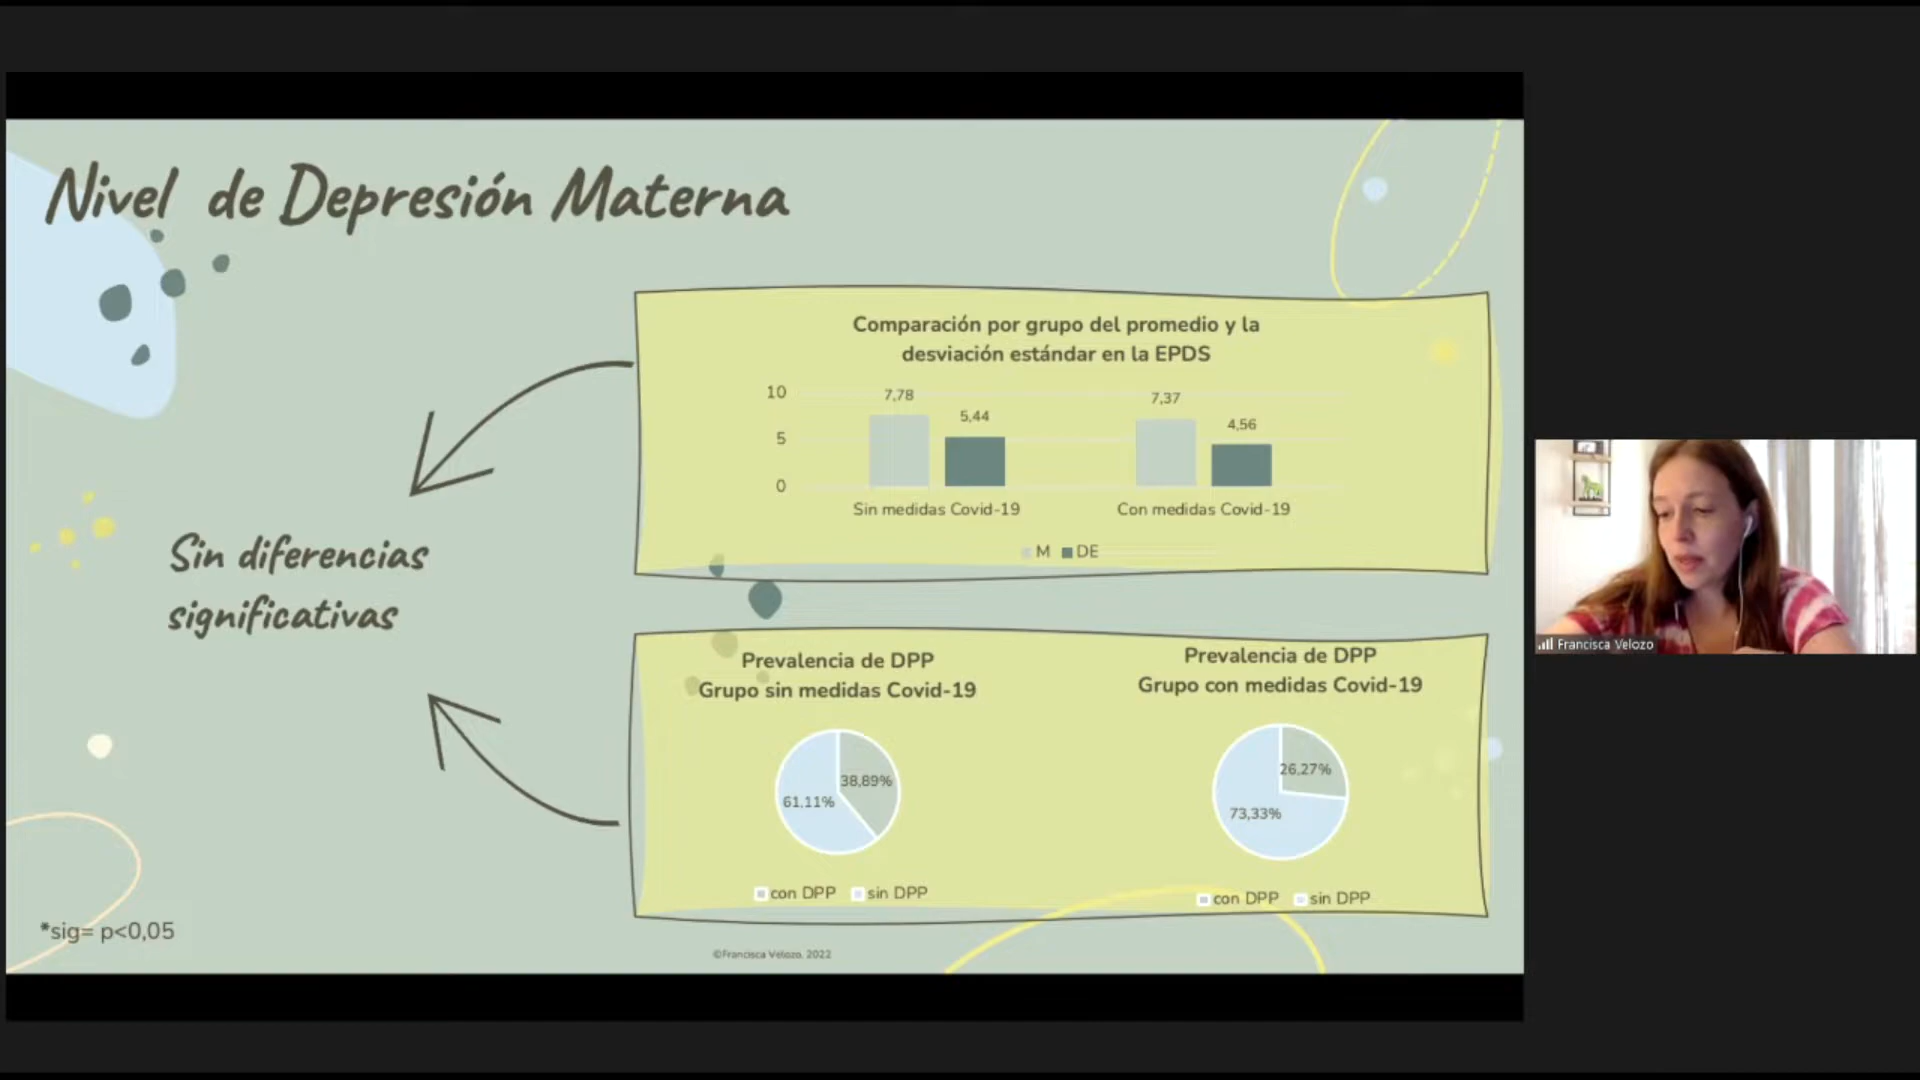 Nivel de Depresión Materna
Comparación por grupo del promedio y la
desviación estándar en la EPDS
10
5
0
7,78
5,44
7,37
4,56
Sin medidas Covid-19
Con medidas Covid-19
M DE
Sin diferencias
significativas
Prevalencia de DPP
Grupo sin medidas Covid-19
38,89%
61,11%
con DPP sin DPP
Prevalencia de DPP
Grupo con medidas Covid-19
26,27%
73,33%
con DPP sin DPP
*sig= p<0,05
©Francisca Velozo. 2022
Francisca Velozo